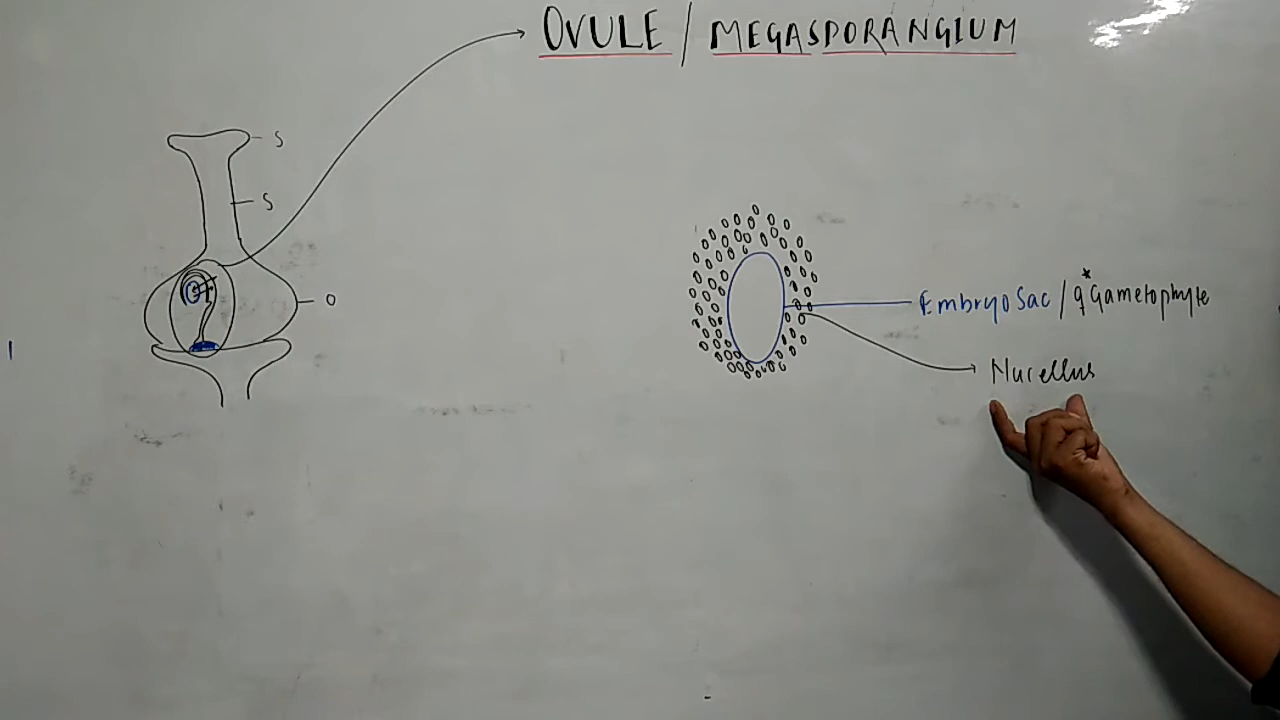 OVULE / MEGASPORANGIUM
S
S
O
Embryo Sac / ♀ Gametophyte
*
Nucellus